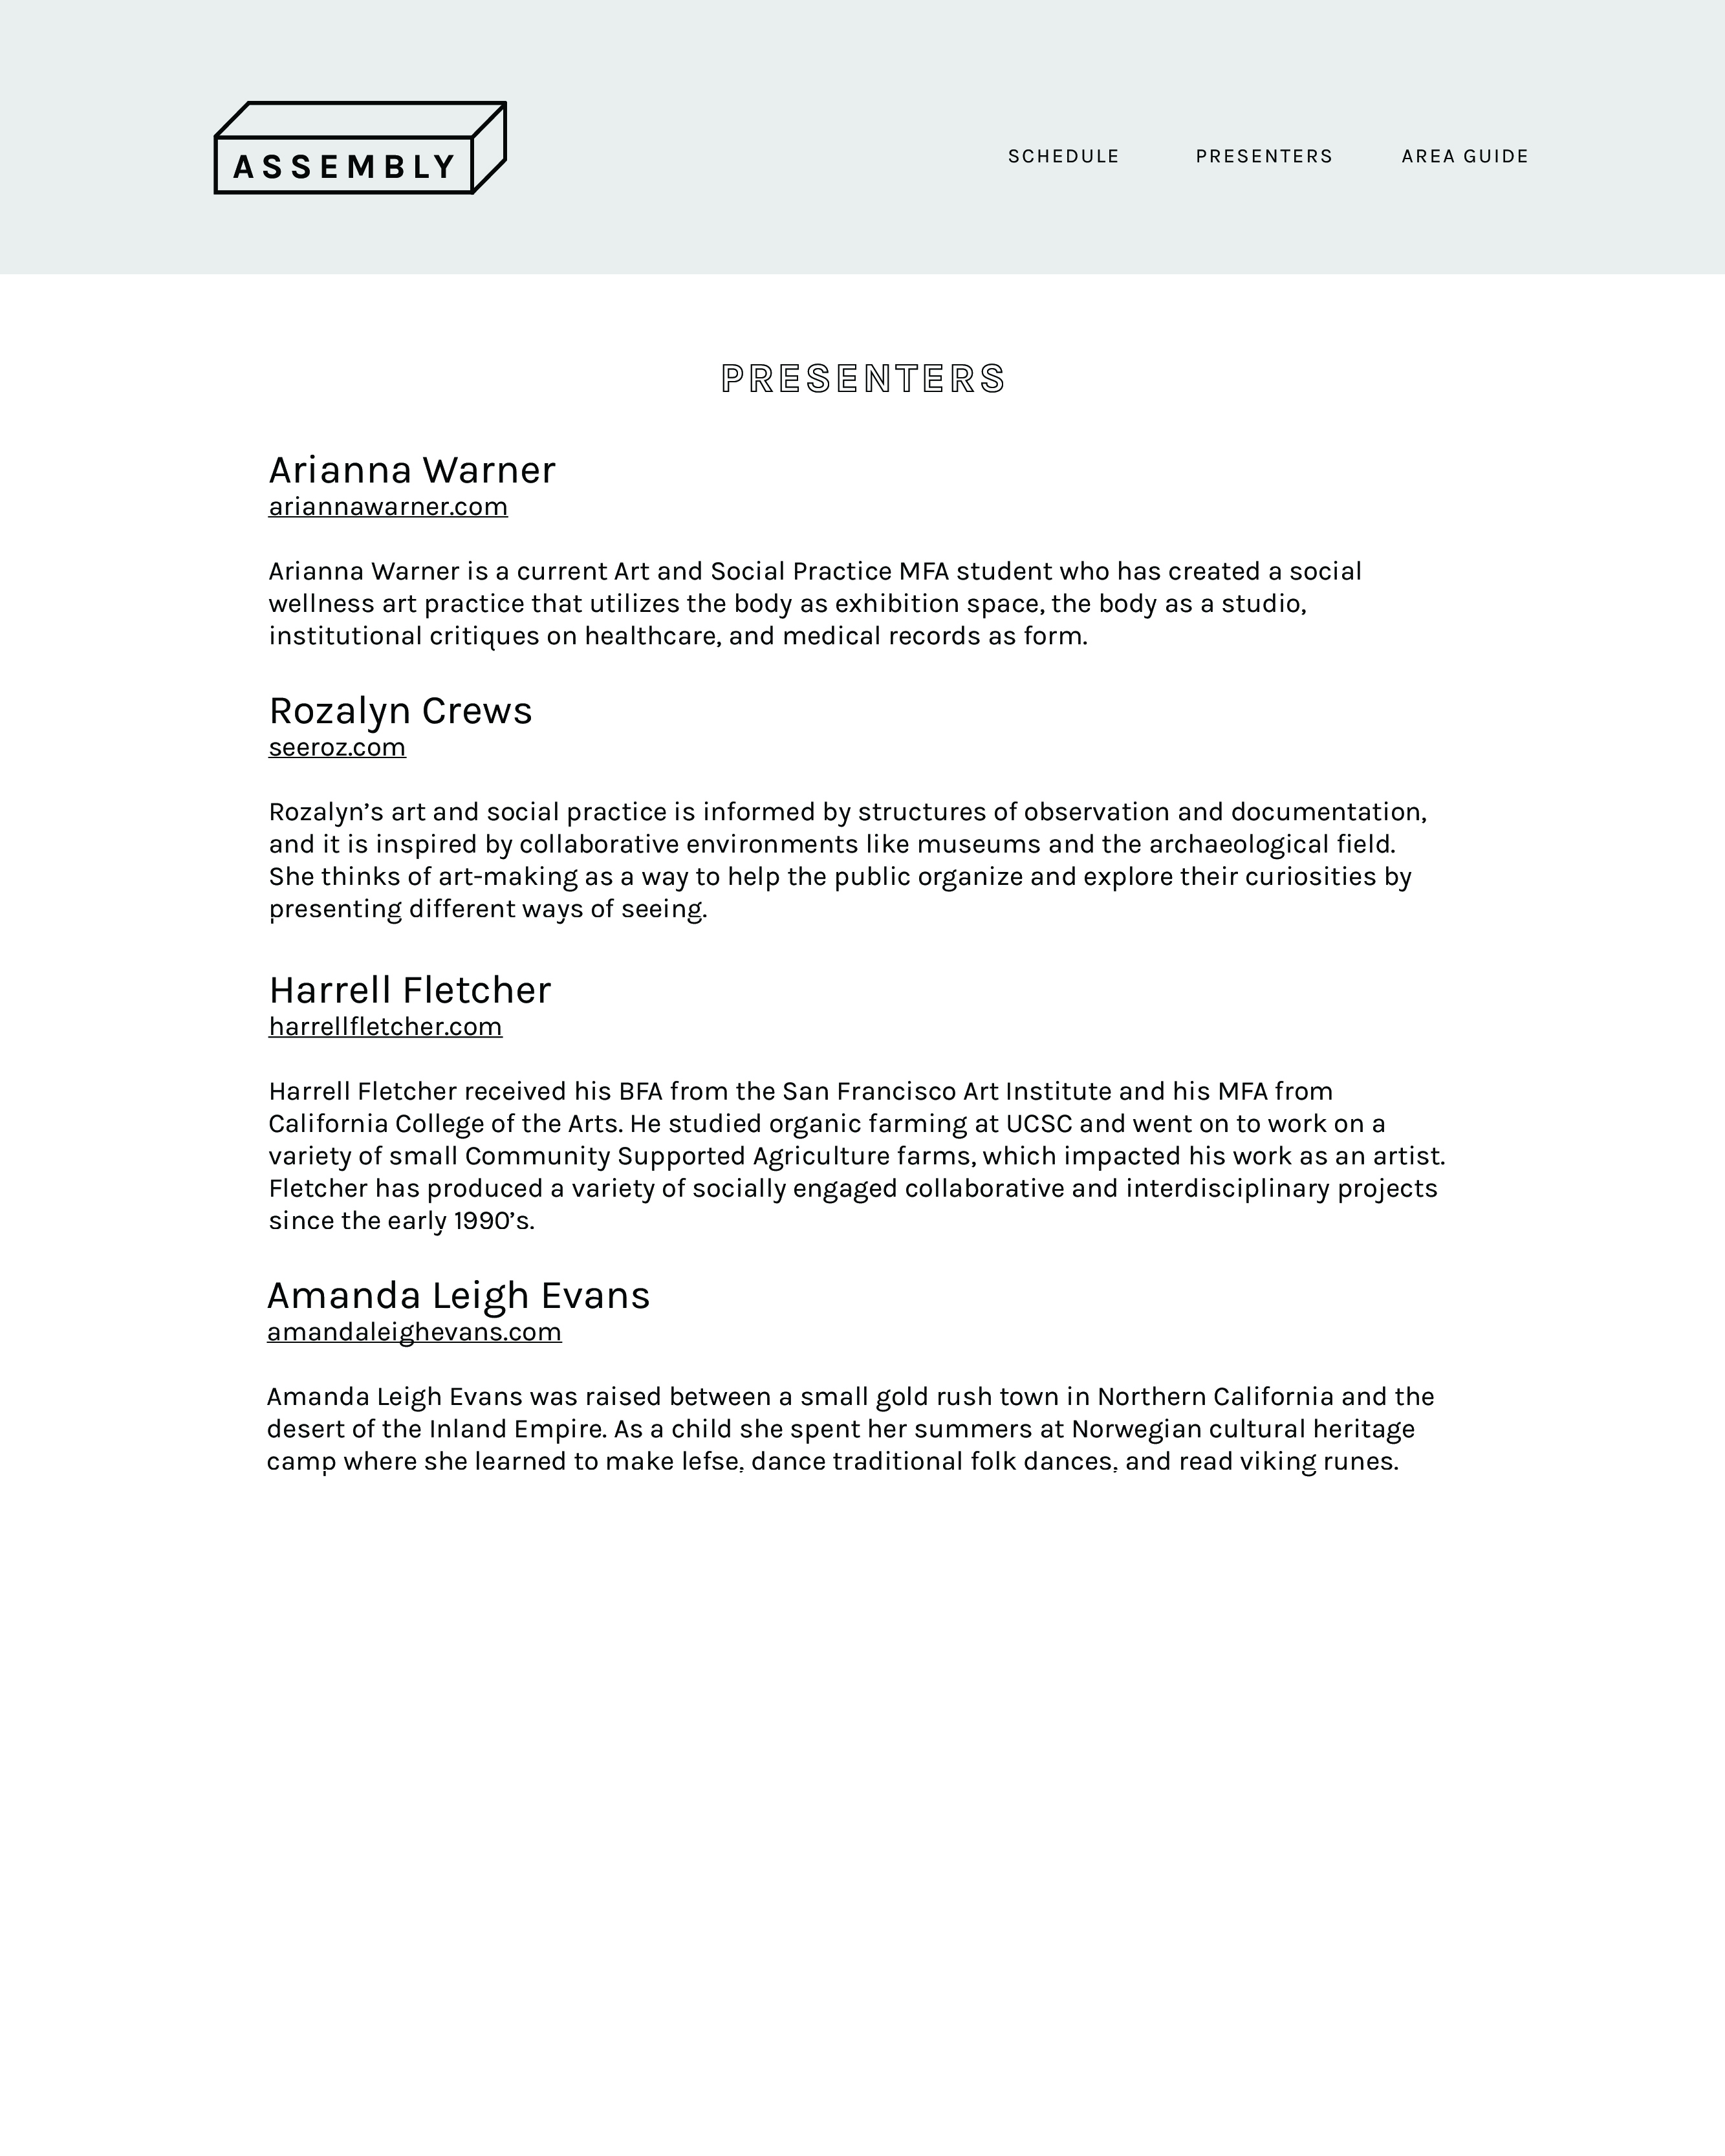 ASSEMBLY
SCHEDULE PRESENTERS AREA GUIDE
PRESENTERS
Arianna Warner
ariannawarner.com
Arianna Warner is a current Art and Social Practice MFA student who has created a social
wellness art practice that utilizes the body as exhibition space, the body as a studio,
institutional critiques on healthcare, and medical records as form.
Rozalyn Crews
seeroz.com
Rozalyn’s art and social practice is informed by structures of observation and documentation,
and it is inspired by collaborative environments like museums and the archaeological field.
She thinks of art-making as a way to help the public organize and explore their curiosities by
presenting different ways of seeing.
Harrell Fletcher
harrellfletcher.com
Harrell Fletcher received his BFA from the San Francisco Art Institute and his MFA from
California College of the Arts. He studied organic farming at UCSC and went on to work on a
variety of small Community Supported Agriculture farms, which impacted his work as an artist.
Fletcher has produced a variety of socially engaged collaborative and interdisciplinary projects
since the early 1990’s.
Amanda Leigh Evans
amandaleighevans.com
Amanda Leigh Evans was raised between a small gold rush town in Northern California and the
desert of the Inland Empire. As a child she spent her summers at Norwegian cultural heritage
camp where she learned to make lefse, dance traditional folk dances, and read viking runes.